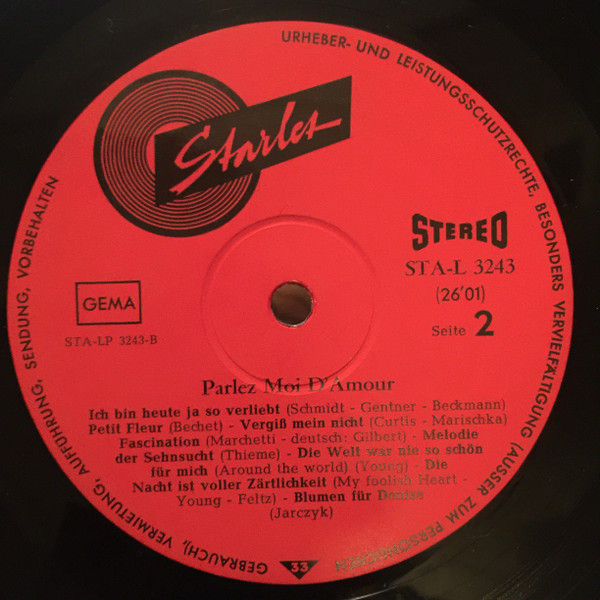 URHEBER- UND LEISTUNGSSCHUTZRECHTE, BESONDERS VERVIELFÄLTIGUNG (AUSSER ZUM PERSÖNLICHEN GEBRAUCH), VERMIETUNG, AUFFÜHRUNG, SENDUNG, VORBEHALTEN
Starlet
STEREO
STA-L 3243
(26'01)
Seite 2
GEMA
STA-LP 3243-B
Parlez Moi D'Amour
Ich bin heute ja so verliebt (Schmidt - Gentner - Beckmann)
Petit Fleur (Bechet) - Vergiß mein nicht (Curtis - Marischka)
Fascination (Marchetti - deutsch: Gilbert) - Melodie
der Sehnsucht (Thieme) - Die Welt war nie so schön
für mich (Around the world) (Young) - Die
Nacht ist voller Zärtlichkeit (My foolish Heart -
Young - Feltz) - Blumen für Denise
(Jarczyk)
33